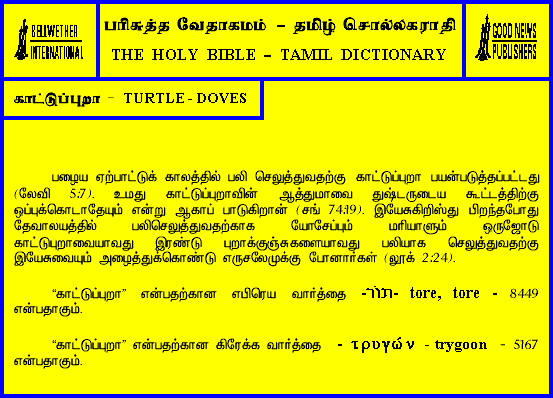 BELLWETHER
INTERNATIONAL
பரிசுத்த வேதாகமம் – தமிழ் சொல்லகராதி
THE HOLY BIBLE – TAMIL DICTIONARY
GOOD NEWS
PUBLISHERS
காட்டுப்புறா – TURTLE - DOVES
பழைய ஏற்பாட்டுக் காலத்தில் பலி செலுத்துவதற்கு காட்டுப்புறா பயன்படுத்தப்பட்டது
(லேவி 5:7). உமது காட்டுப்புறாவின் ஆத்துமாவை துஷ்டருடைய கூட்டத்திற்கு
ஒப்புக்கொடாதேயும் என்று ஆகாப் பாடுகிறான் (சங் 74:19). இயேசுகிறிஸ்து பிறந்தபோது
தேவாலயத்தில் பலிசெலுத்துவதற்காக யோசேப்பும் மரியாளும் ஒருஜோடு
காட்டுபுறாவையாவது இரண்டு புறாக்குஞ்சுகளையாவது பலியாக செலுத்துவதற்கு
இயேசுவையும் அழைத்துக்கொண்டு எருசலேமுக்கு போனார்கள் (லூக் 2:24).
“காட்டுப்புறா” என்பதற்கான எபிரெய வார்த்தை - - tore, tore - 8449
என்பதாகும்.
“காட்டுப்புறா” என்பதற்கான கிரேக்க வார்த்தை - τρυγών - trygoon - 5167
என்பதாகும்.